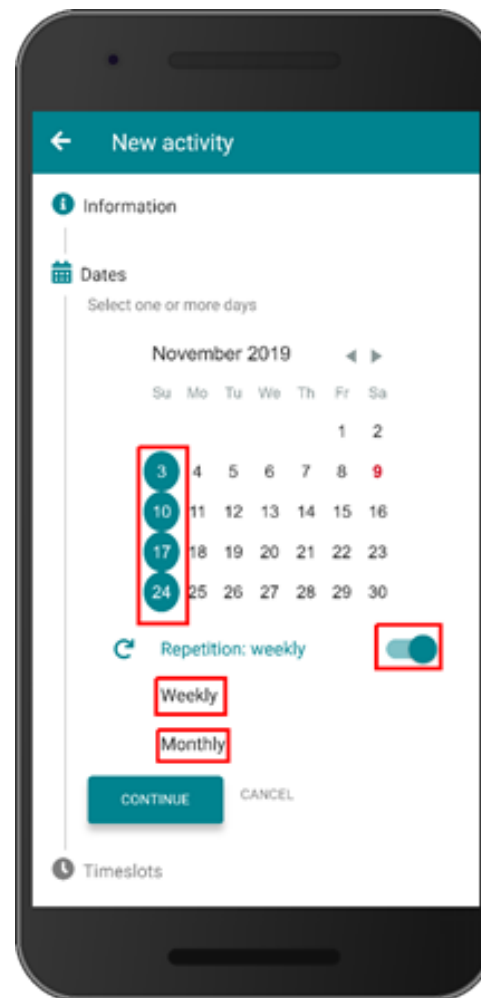 New activity
Information
Dates
Select one or more days
November 2019
Su Mo Tu We Th Fr Sa
1 2
3 4 5 6 7 8 9
10 11 12 13 14 15 16
17 18 19 20 21 22 23
24 25 26 27 28 29 30
Repetition: weekly
Weekly
Monthly
CONTINUE CANCEL
Timeslots